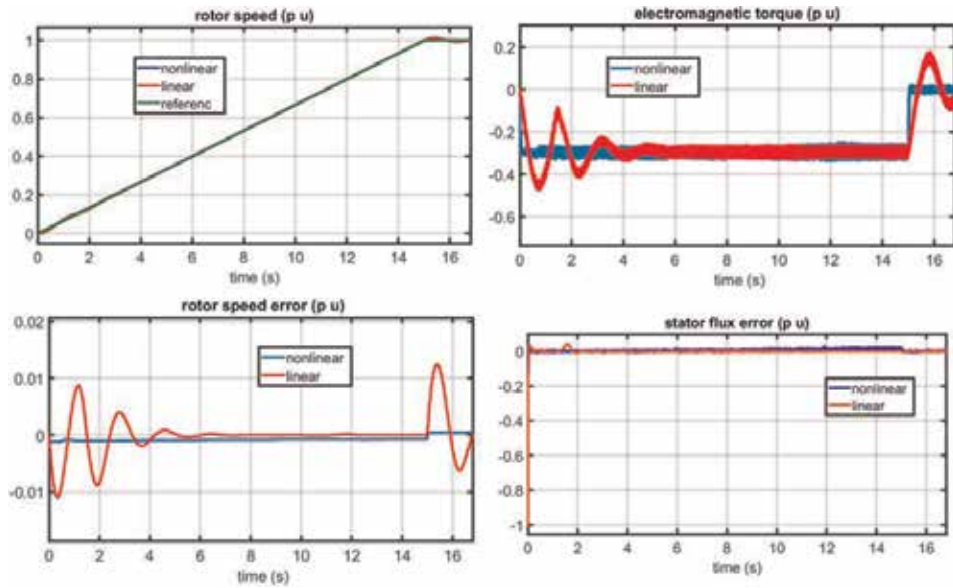 rotor speed (p u)
1
0.8
0.6
0.4
0.2
0
nonlinear
linear
referenc
0 2 4 6 8 10 12 14 16
time (s)
electromagnetic torque (p u)
0.2
0
-0.2
-0.4
-0.6
nonlinear
linear
0 2 4 6 8 10 12 14 16
time (s)
rotor speed error (p u)
0.02
0.01
0
-0.01
nonlinear
linear
0 2 4 6 8 10 12 14 16
time (s)
stator flux error (p u)
0
-0.2
-0.4
-0.6
-0.8
-1
nonlinear
linear
0 2 4 6 8 10 12 14 16
time (s)